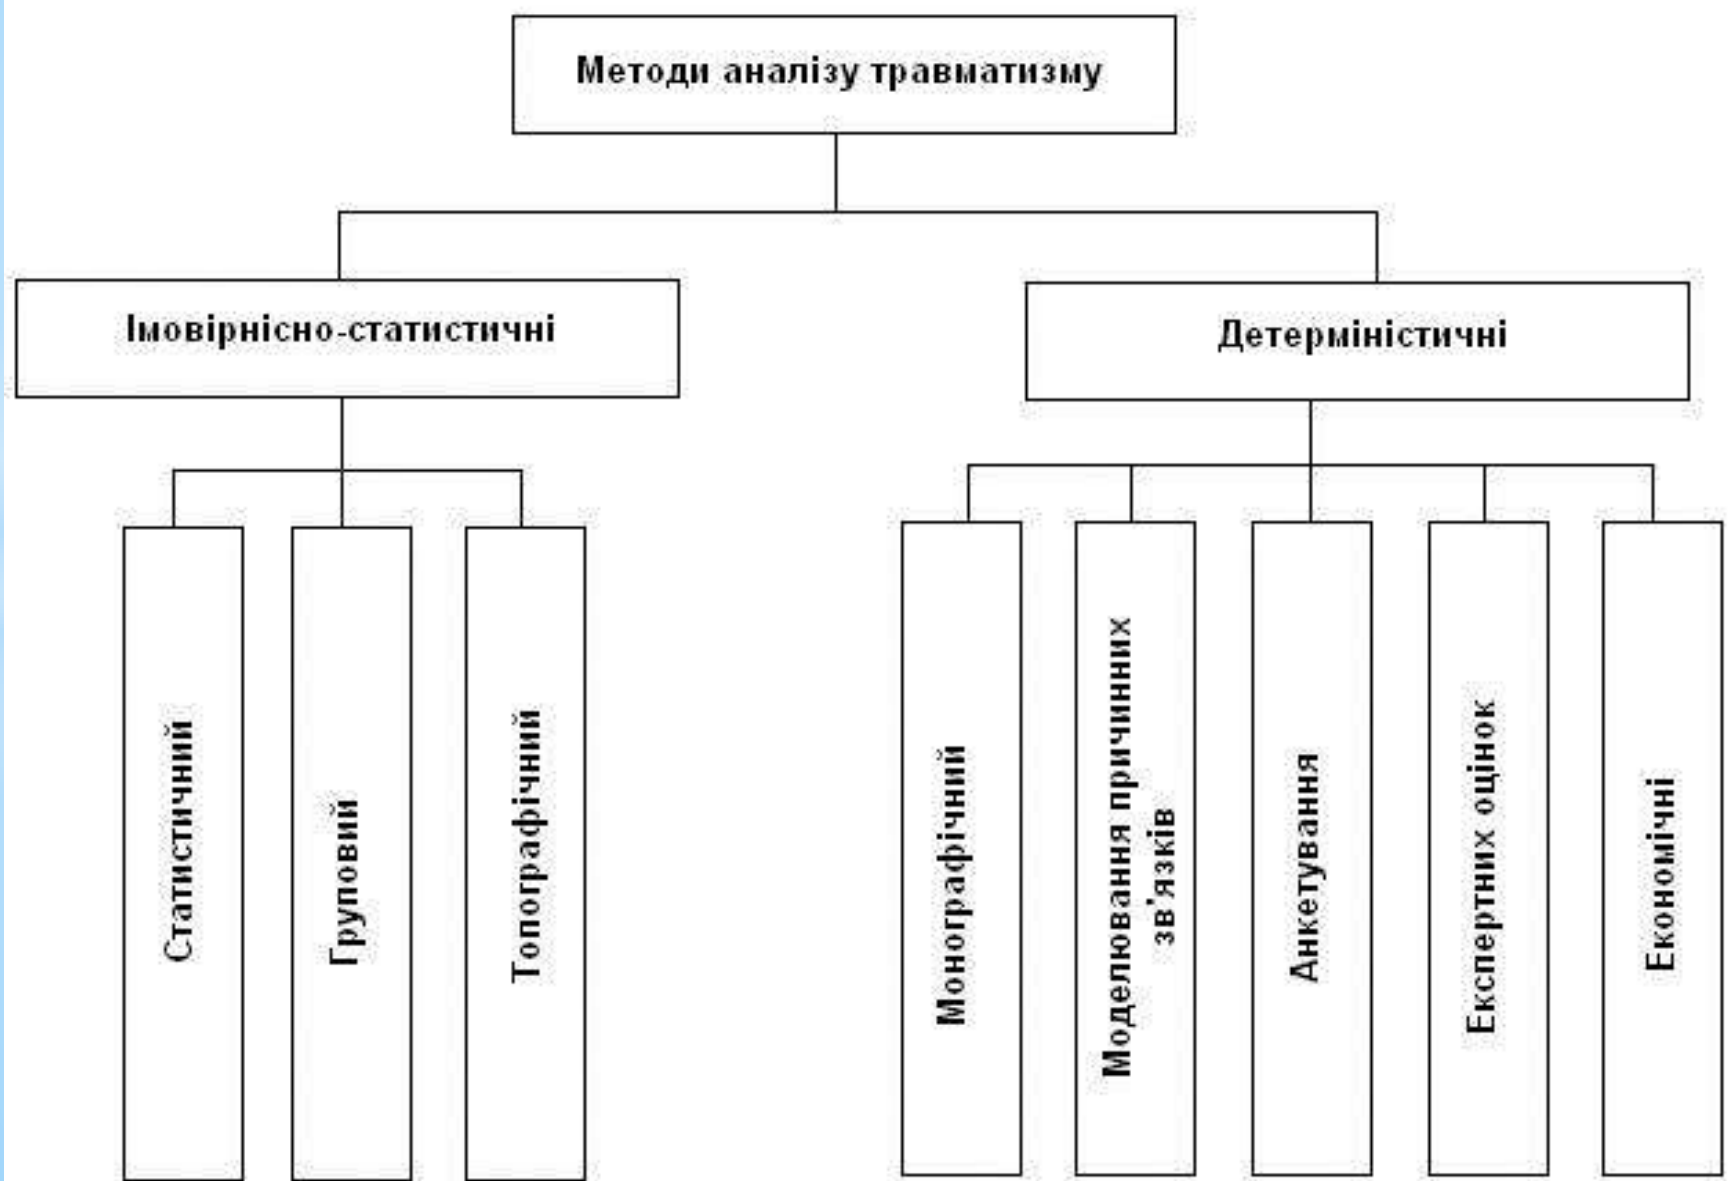 Методи аналізу травматизму
Імовірнісно-статистичні
Детерміністичні
Статистичний
Груповий
Топографічний
Монографічний
Моделювання причинних
зв'язків
Анкетування
Експертних оцінок
Економічні